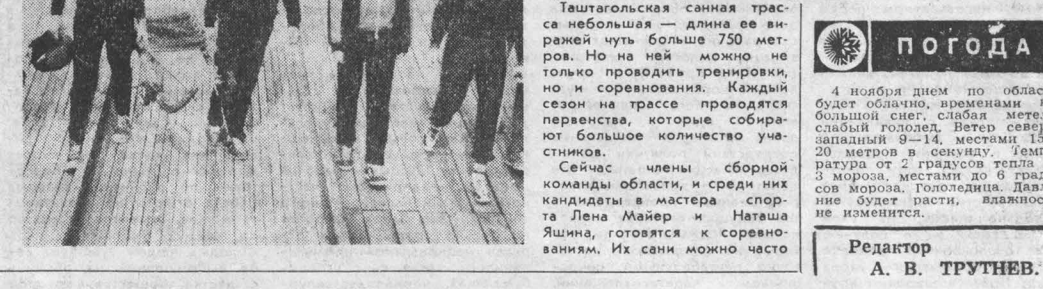 Таштагольская санная трас-
са небольшая — длина ее ви-
ражей чуть больше 750 мет-
ров. Но на ней можно не
только проводить тренировки,
но и соревнования. Каждый
сезон на трассе проводятся
первенства, которые собира-
ют большое количество уча-
стников.
Сейчас члены сборной
команды области, и среди них
кандидаты в мастера спор-
та Лена Майер и Наташа
Яшина, готовятся к соревно-
ваниям. Их сани можно часто
ПОГОДА
4 ноября днем по облас
будет облачно, временами
большой снег, слабая мете
слабый гололед. Ветер север
западный 9—14, местами 15
20 метров в секунду. Темп
ратура от 2 градусов тепла
3 мороза, местами до 6 град
сов мороза. Гололедица. Давл
ние будет расти, влажнос
не изменится.
Редактор
А. В. ТРУТНЕВ.